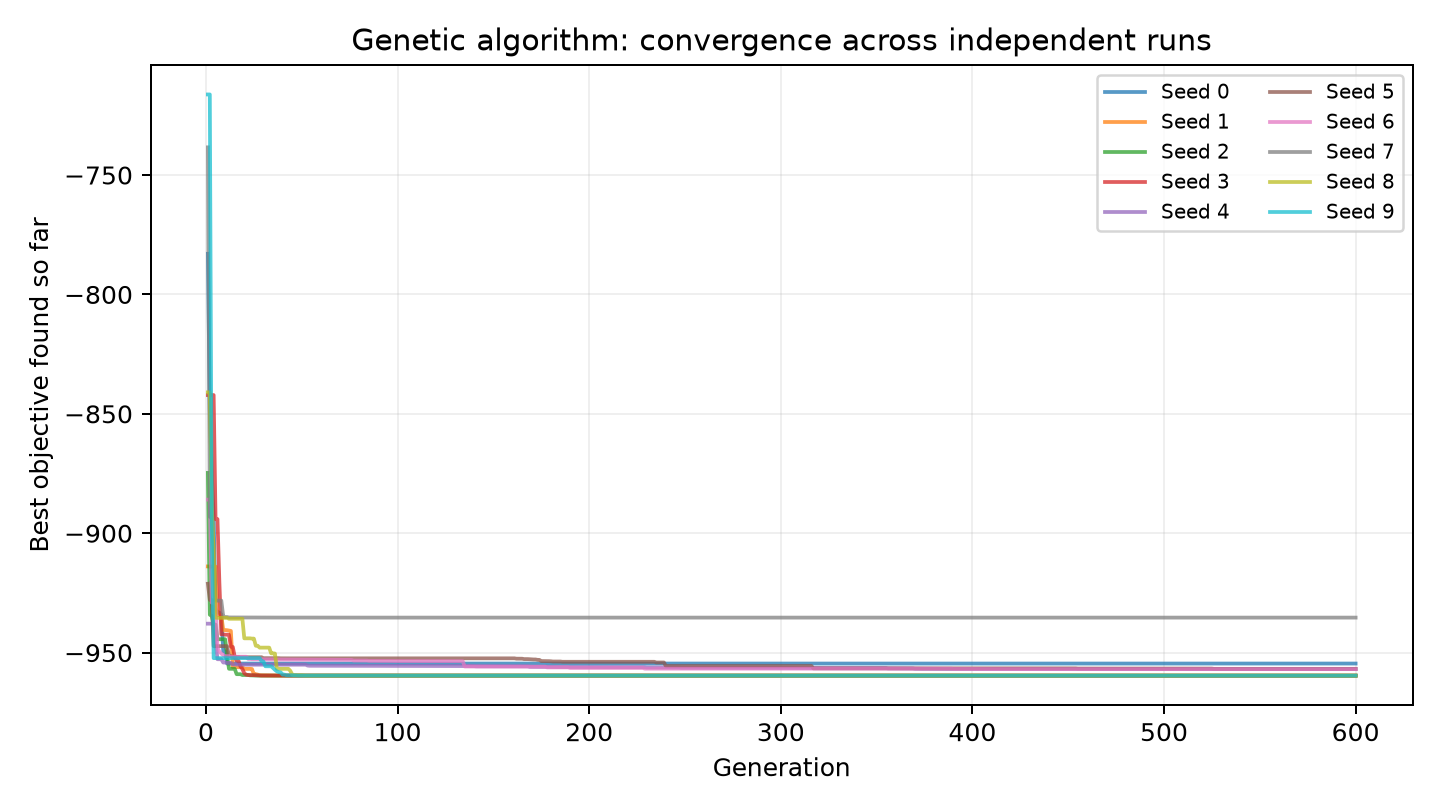 Genetic algorithm: convergence across independent runs
Seed 0 Seed 5
Seed 1 Seed 6
Seed 2 Seed 7
Seed 3 Seed 8
Seed 4 Seed 9
Best objective found so far
−750
−800
−850
−900
−950
0 100 200 300 400 500 600
Generation